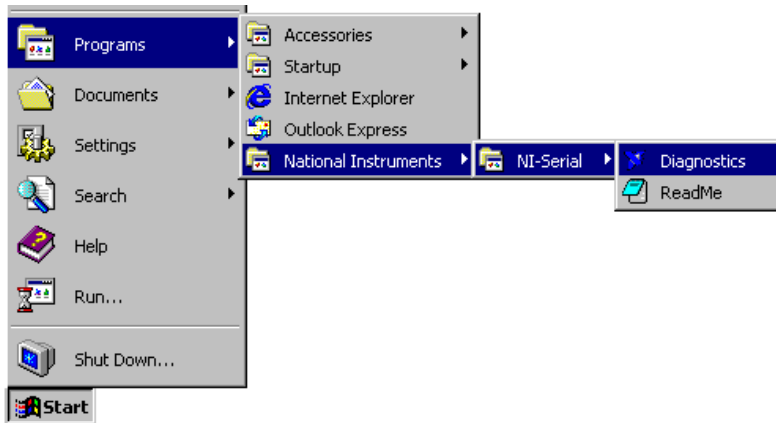 Programs
Documents
Settings
Search
Help
Run...
Shut Down...
Start
Accessories
Startup
Internet Explorer
Outlook Express
National Instruments
NI-Serial
Diagnostics
ReadMe